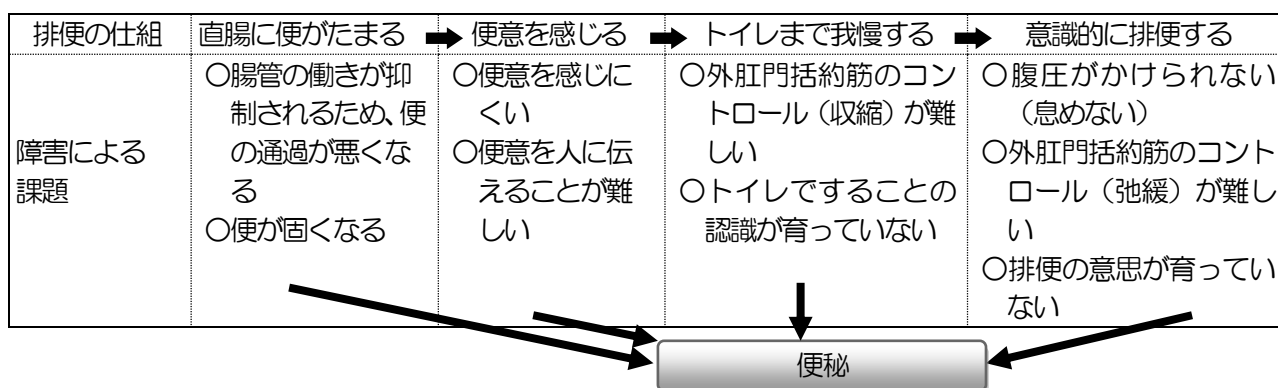 排便の仕組 直腸に便がたまる ➡ 便意を感じる ➡ トイレまで我慢する ➡ 意識的に排便する
障害による
課題
〇腸管の働きが抑
制されるため、便
の通過が悪くな
る
〇便が固くなる
〇便意を感じに
くい
〇便意を人に伝
えることが難
しい
〇外肛門括約筋のコン
トロール（収縮）が難
しい
〇トイレですることの
認識が育っていない
〇腹圧がかけられない
（息めない）
〇外肛門括約筋のコント
ロール（弛緩）が難し
い
〇排便の意思が育ってい
ない
便秘